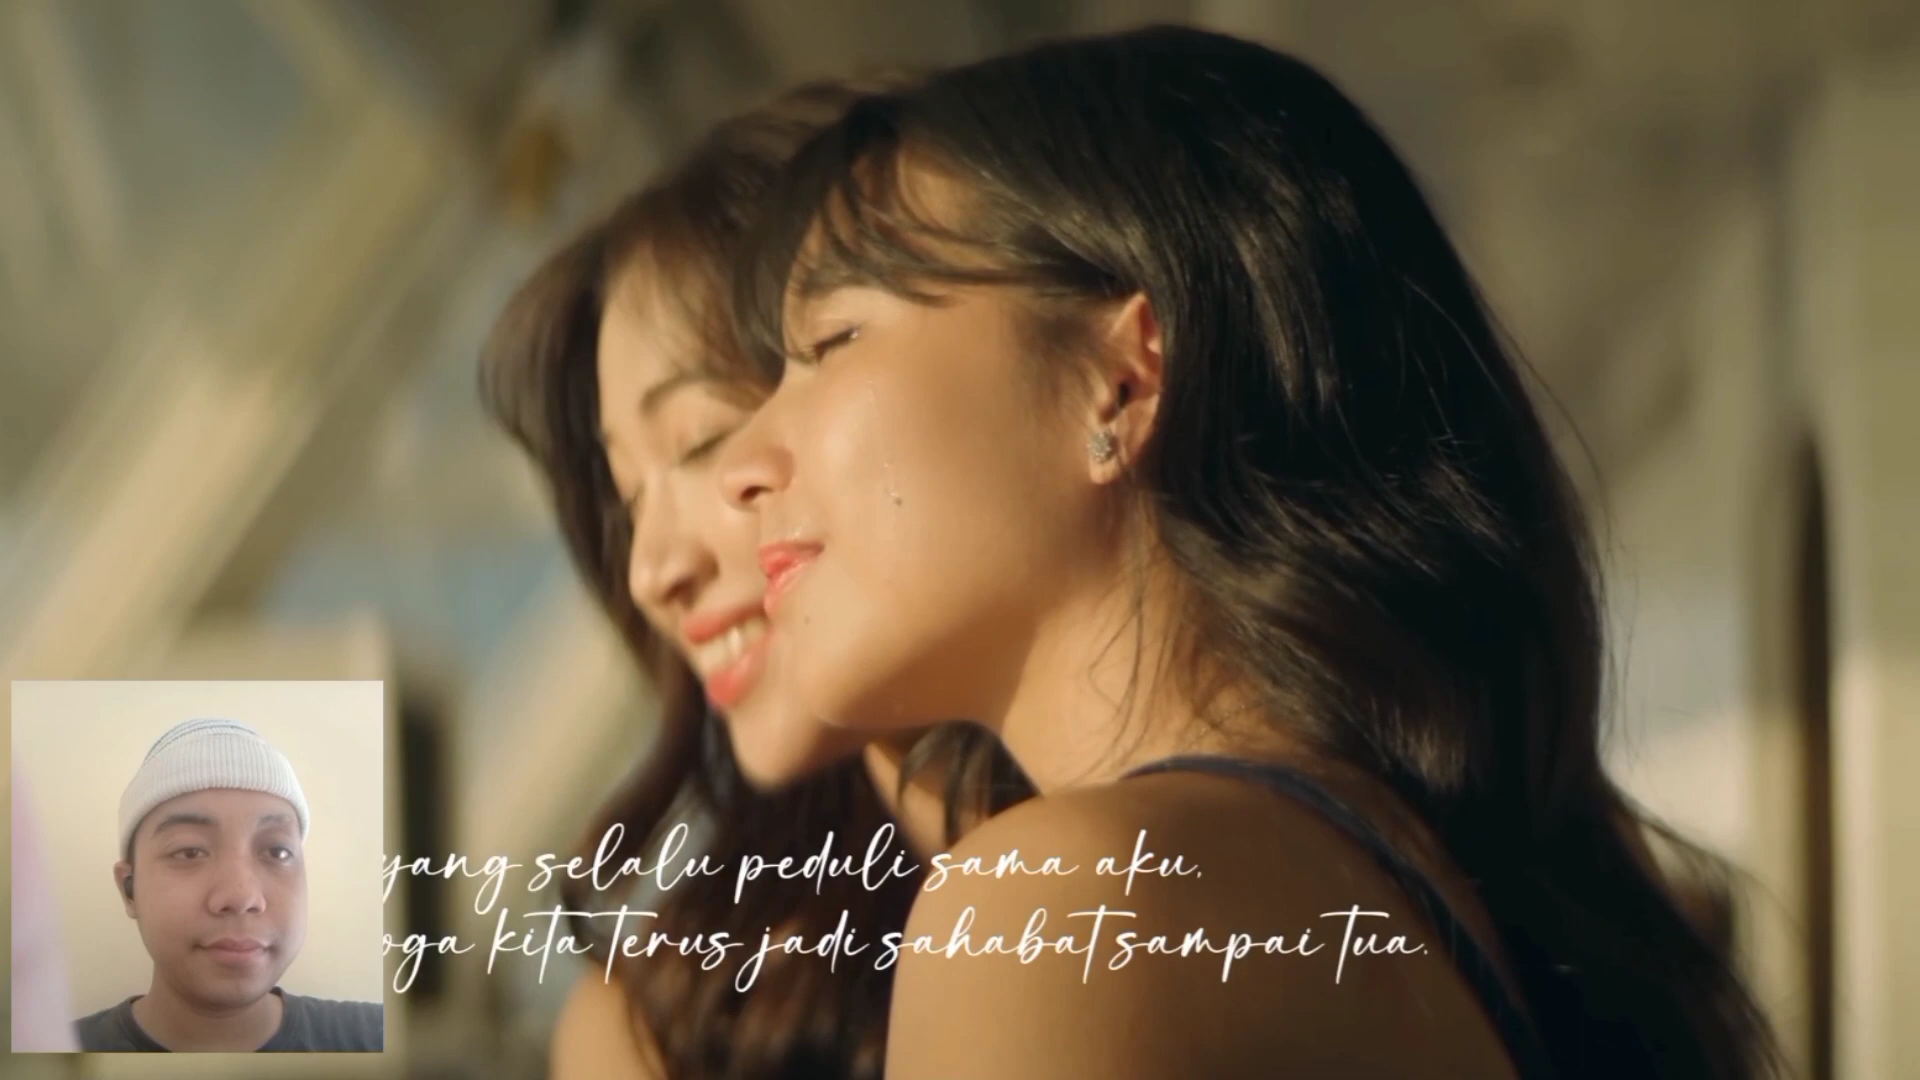 yang selalu peduli sama aku,
kita terus jadi sahabat sampai tua.